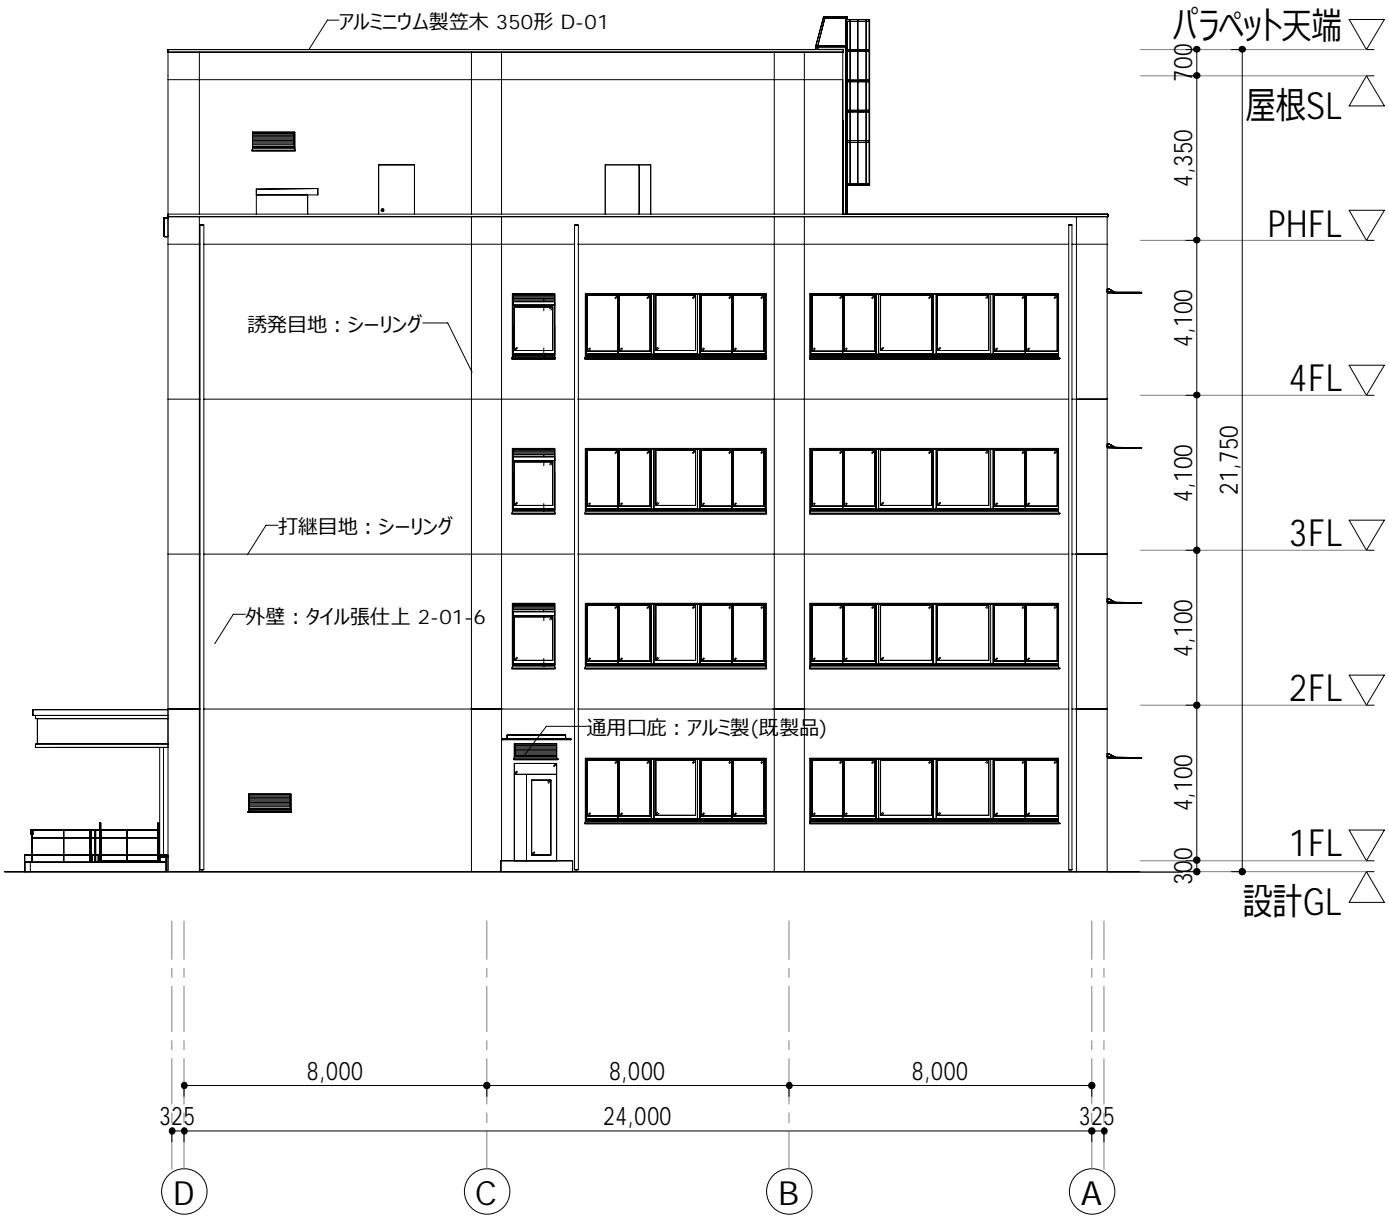 アルミニウム製笠木 350形 D-01
パラペット天端
700
屋根SL
4,350
PHFL
誘発目地：シーリング
4,100
4FL
21,750
4,100
打継目地：シーリング
3FL
外壁：タイル張仕上 2-01-6
4,100
2FL
通用口庇：アルミ製(既製品)
4,100
1FL
300
設計GL
8,000
8,000
8,000
325
24,000
325
D
C
B
A